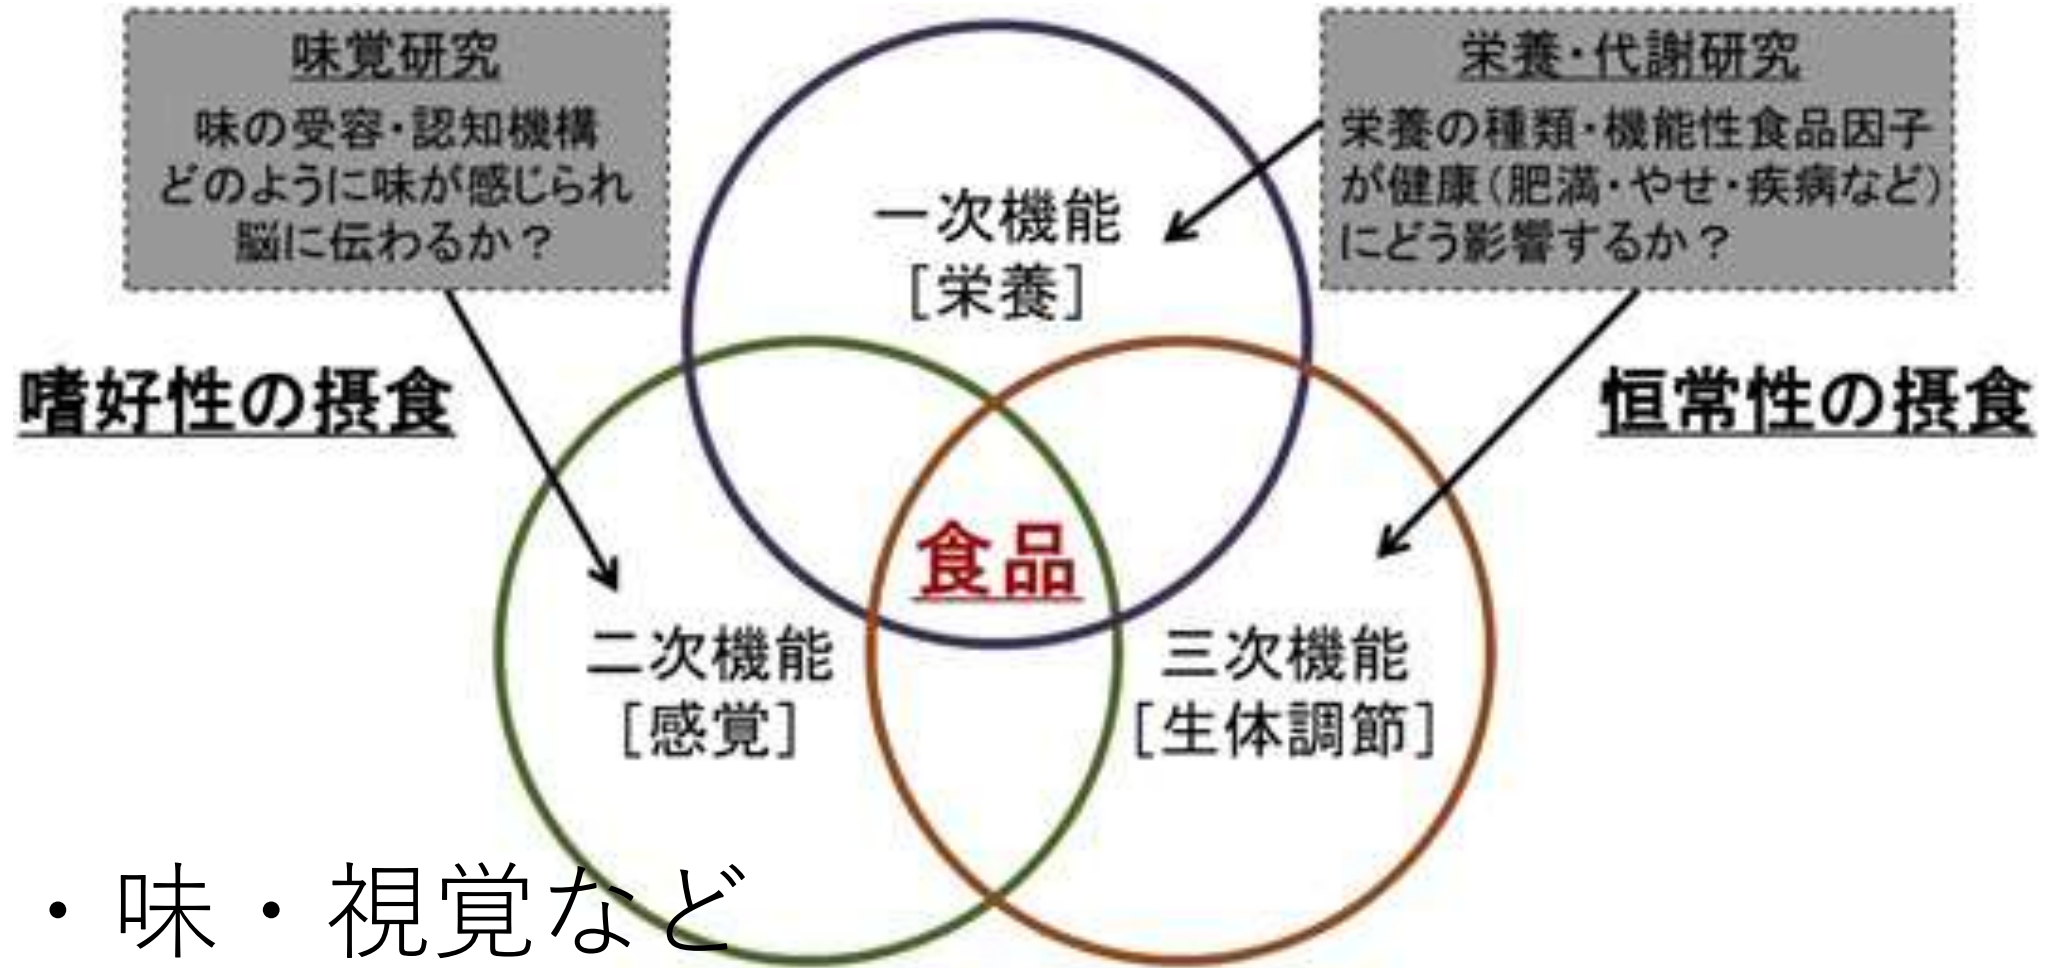 味覚研究
味の受容・認知機構
どのように味が感じられ
脳に伝わるか？
栄養・代謝研究
栄養の種類・機能性食品因子
が健康（肥満・やせ・疾病など）
にどう影響するか？
一次機能
［栄養］
嗜好性の摂食
恒常性の摂食
食品
二次機能
［感覚］
三次機能
［生体調節］
・味・視覚など